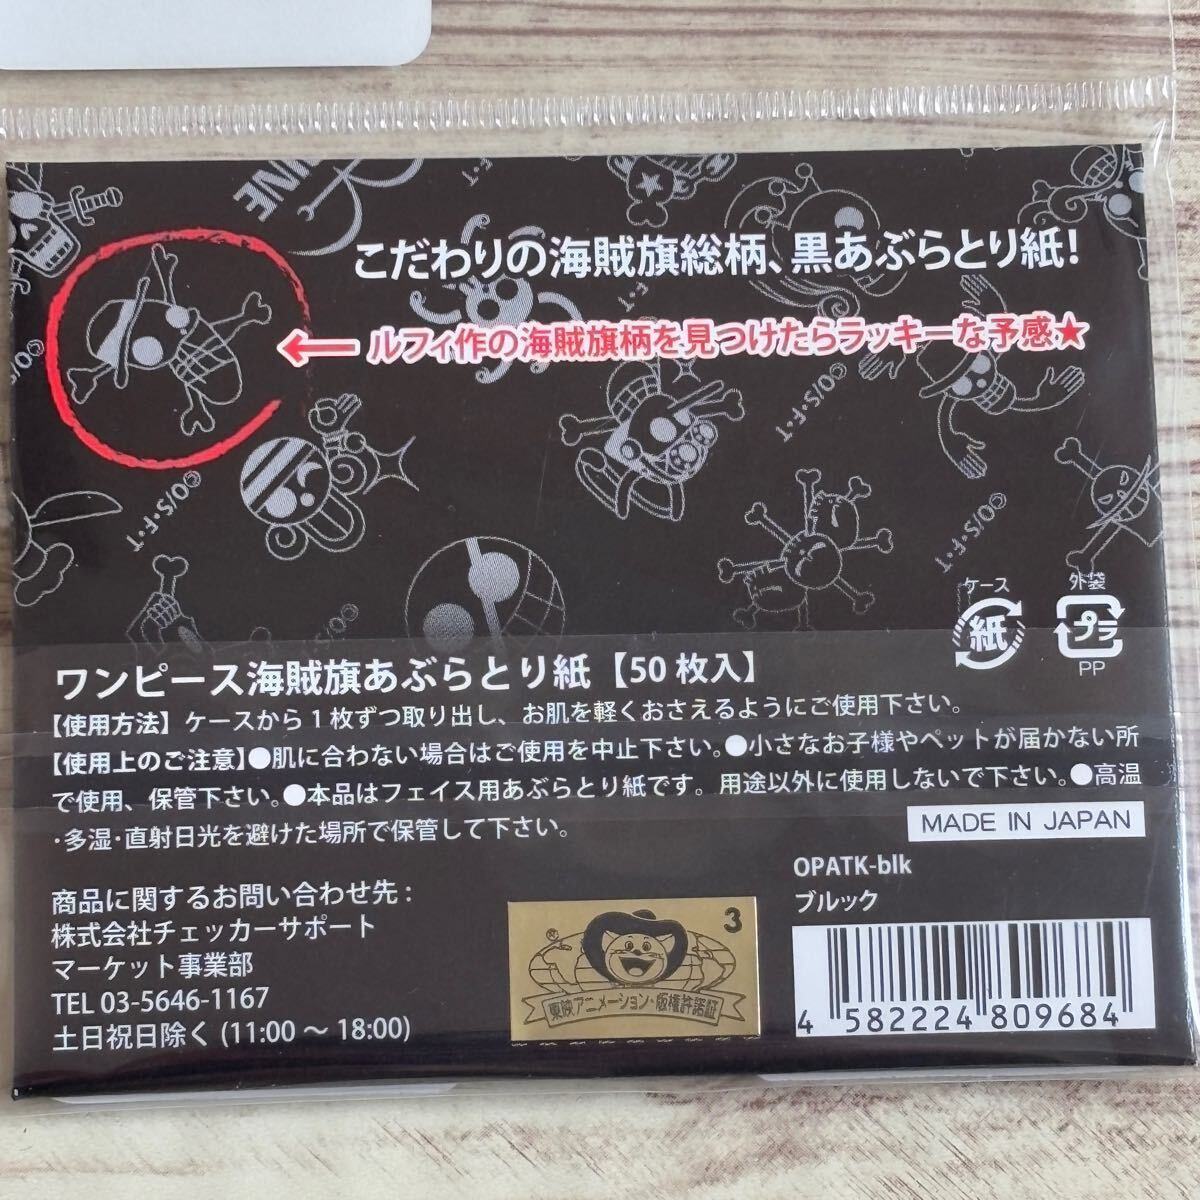 こだわりの海賊旗総柄、黒あぶらとり紙!
ルフィ作の海賊旗柄を見つけたらラッキーな予感★
©O/S・F・T
©O/S・F・T
©O/S・F・T
ケース
紙
外袋
プラ
PP
ワンピース海賊旗あぶらとり紙【50枚入】
【使用方法】ケースから1枚ずつ取り出し、お肌を軽くおさえるようにご使用下さい。
【使用上のご注意】●肌に合わない場合はご使用を中止下さい。●小さなお子様やペットが届かない所
で使用、保管下さい。●本品はフェイス用あぶらとり紙です。用途以外に使用しないで下さい。●高温
・多湿・直射日光を避けた場所で保管して下さい。
MADE IN JAPAN
商品に関するお問い合わせ先：
株式会社チェッカーサポート
マーケット事業部
TEL 03-5646-1167
土日祝日除く(11:00 ～ 18:00)
3
東映アニメーション・版権許諾証
OPATK-blk
ブルック
4 582224 809684